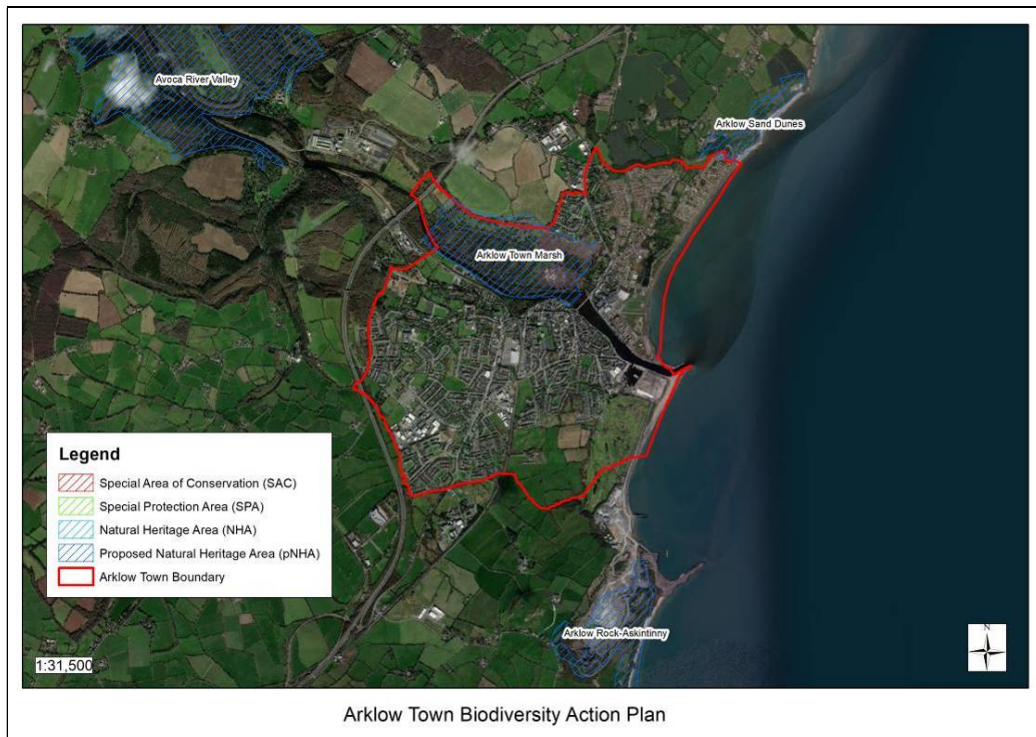 Avoca River Valley
Arklow Sand Dunes
Arklow Town Marsh
Legend
Special Area of Conservation (SAC)
Special Protection Area (SPA)
Natural Heritage Area (NHA)
Proposed Natural Heritage Area (pNHA)
Arklow Town Boundary
Arklow Rock-Askintinny
1:31,500
N
Arklow Town Biodiversity Action Plan